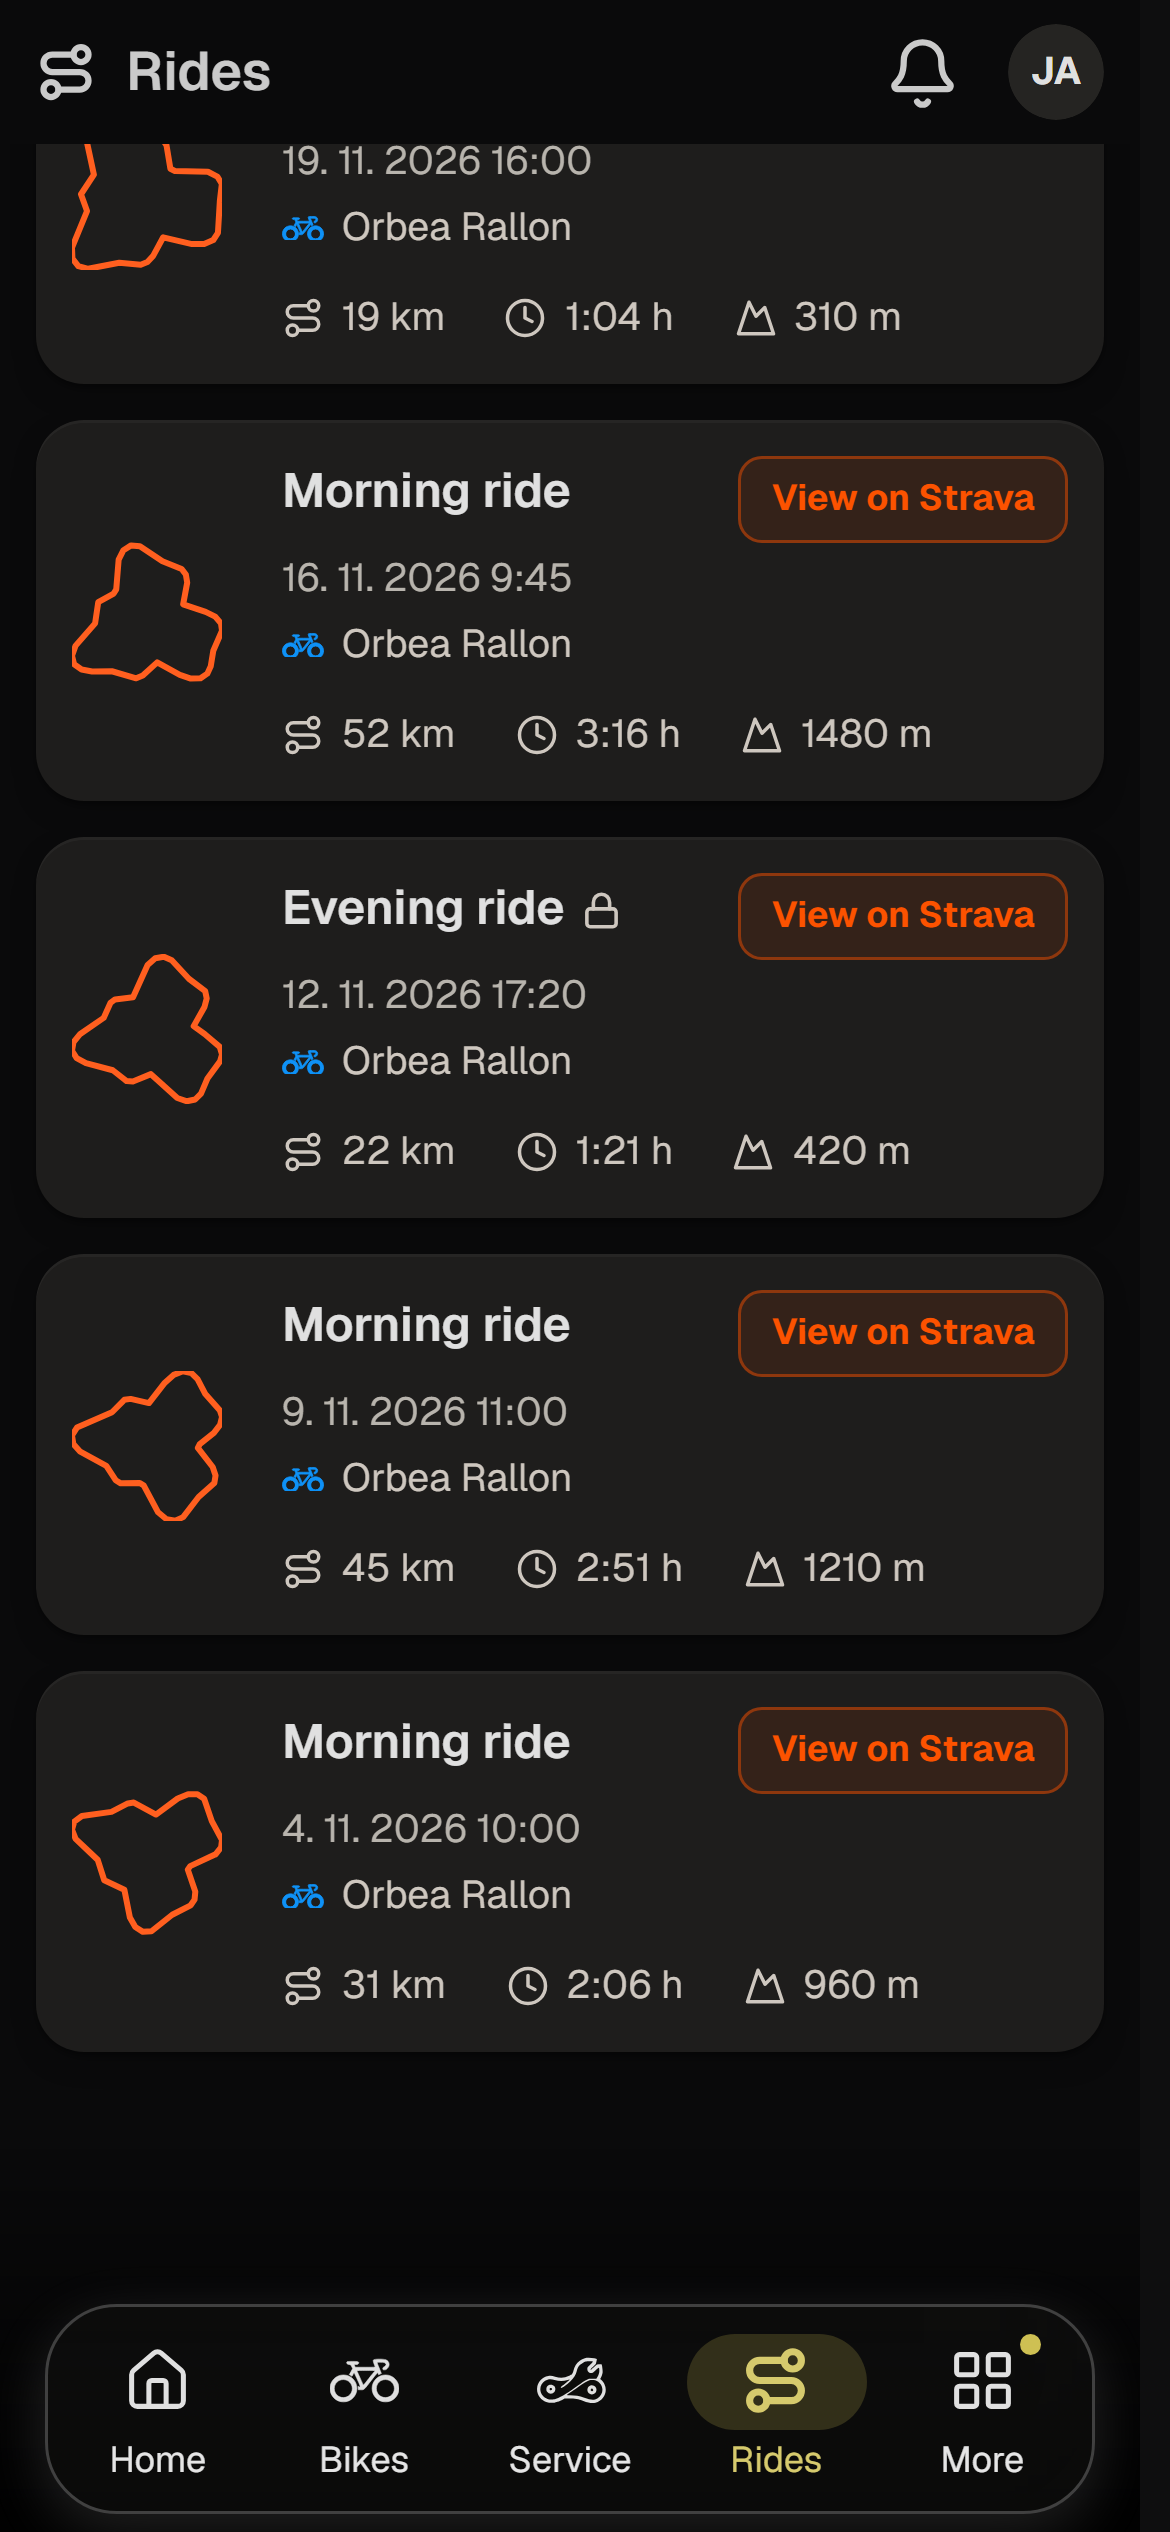 Rides
JA
19. 11. 2026 16:00
Orbea Rallon
19 km 1:04 h 310 m
Morning ride
View on Strava
16. 11. 2026 9:45
Orbea Rallon
52 km 3:16 h 1480 m
Evening ride
View on Strava
12. 11. 2026 17:20
Orbea Rallon
22 km 1:21 h 420 m
Morning ride
View on Strava
9. 11. 2026 11:00
Orbea Rallon
45 km 2:51 h 1210 m
Morning ride
View on Strava
4. 11. 2026 10:00
Orbea Rallon
31 km 2:06 h 960 m
Home Bikes Service Rides More